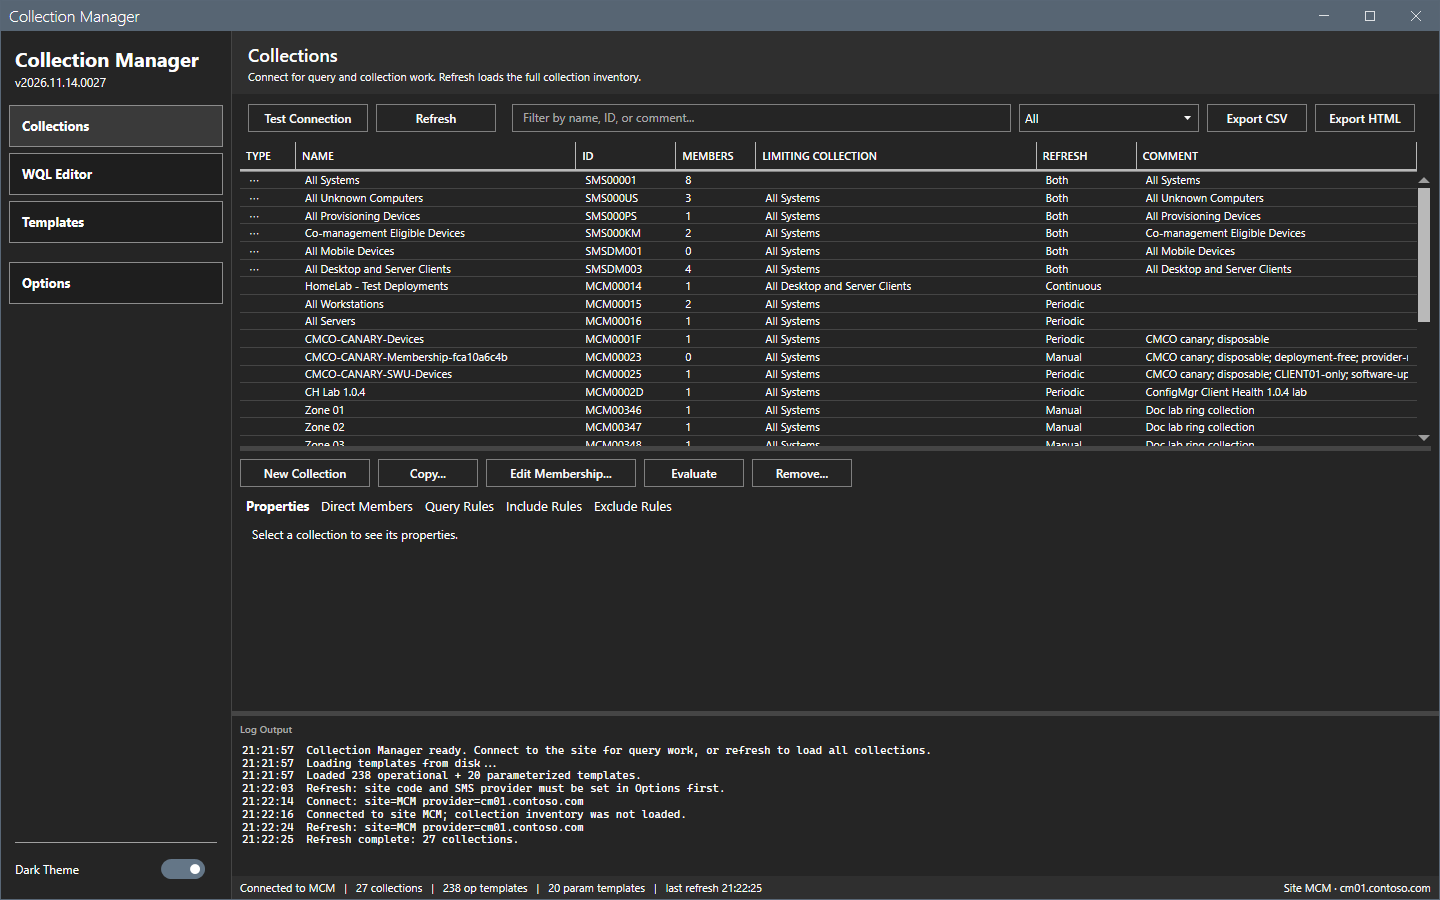 Collection Manager
Collection Manager
v2026.11.14.0027
Collections
WQL Editor
Templates
Options
Dark Theme
Collections
Connect for query and collection work. Refresh loads the full collection inventory.
Test Connection Refresh Filter by name, ID, or comment... All Export CSV Export HTML
TYPE NAME ID MEMBERS LIMITING COLLECTION REFRESH COMMENT
... All Systems SMS00001 8 Both All Systems
... All Unknown Computers SMS000US 3 All Systems Both All Unknown Computers
... All Provisioning Devices SMS000PS 1 All Systems Both All Provisioning Devices
... Co-management Eligible Devices SMS000KM 2 All Systems Both Co-management Eligible Devices
... All Mobile Devices SMSDM001 0 All Systems Both All Mobile Devices
... All Desktop and Server Clients SMSDM003 4 All Systems Both All Desktop and Server Clients
HomeLab - Test Deployments MCM00014 1 All Desktop and Server Clients Continuous
All Workstations MCM00015 2 All Systems Periodic
All Servers MCM00016 1 All Systems Periodic
CMCO-CANARY-Devices MCM0001F 1 All Systems Periodic CMCO canary; disposable
CMCO-CANARY-Membership-fca10a6c4b MCM00023 0 All Systems Manual CMCO canary; disposable; deployment-free; provider-
CMCO-CANARY-SWU-Devices MCM00025 1 All Systems Periodic CMCO canary; disposable; CLIENT01-only; software-up
CH Lab 1.0.4 MCM0002D 1 All Systems Periodic ConfigMgr Client Health 1.0.4 lab
Zone 01 MCM00346 1 All Systems Manual Doc lab ring collection
Zone 02 MCM00347 1 All Systems Manual Doc lab ring collection
Zone 03 MCM00348 1 All Systems Manual Doc lab ring collection
New Collection Copy... Edit Membership... Evaluate Remove...
Properties Direct Members Query Rules Include Rules Exclude Rules
Select a collection to see its properties.
Log Output
21:21:57 Collection Manager ready. Connect to the site for query work, or refresh to load all collections.
21:21:57 Loading templates from disk...
21:21:57 Loaded 238 operational + 20 parameterized templates.
21:22:03 Refresh: site code and SMS provider must be set in Options first.
21:22:14 Connect: site=MCM provider=cm01.contoso.com
21:22:16 Connected to site MCM; collection inventory was not loaded.
21:22:24 Refresh: site=MCM provider=cm01.contoso.com
21:22:25 Refresh complete: 27 collections.
Connected to MCM | 27 collections | 238 op templates | 20 param templates | last refresh 21:22:25 Site MCM · cm01.contoso.com